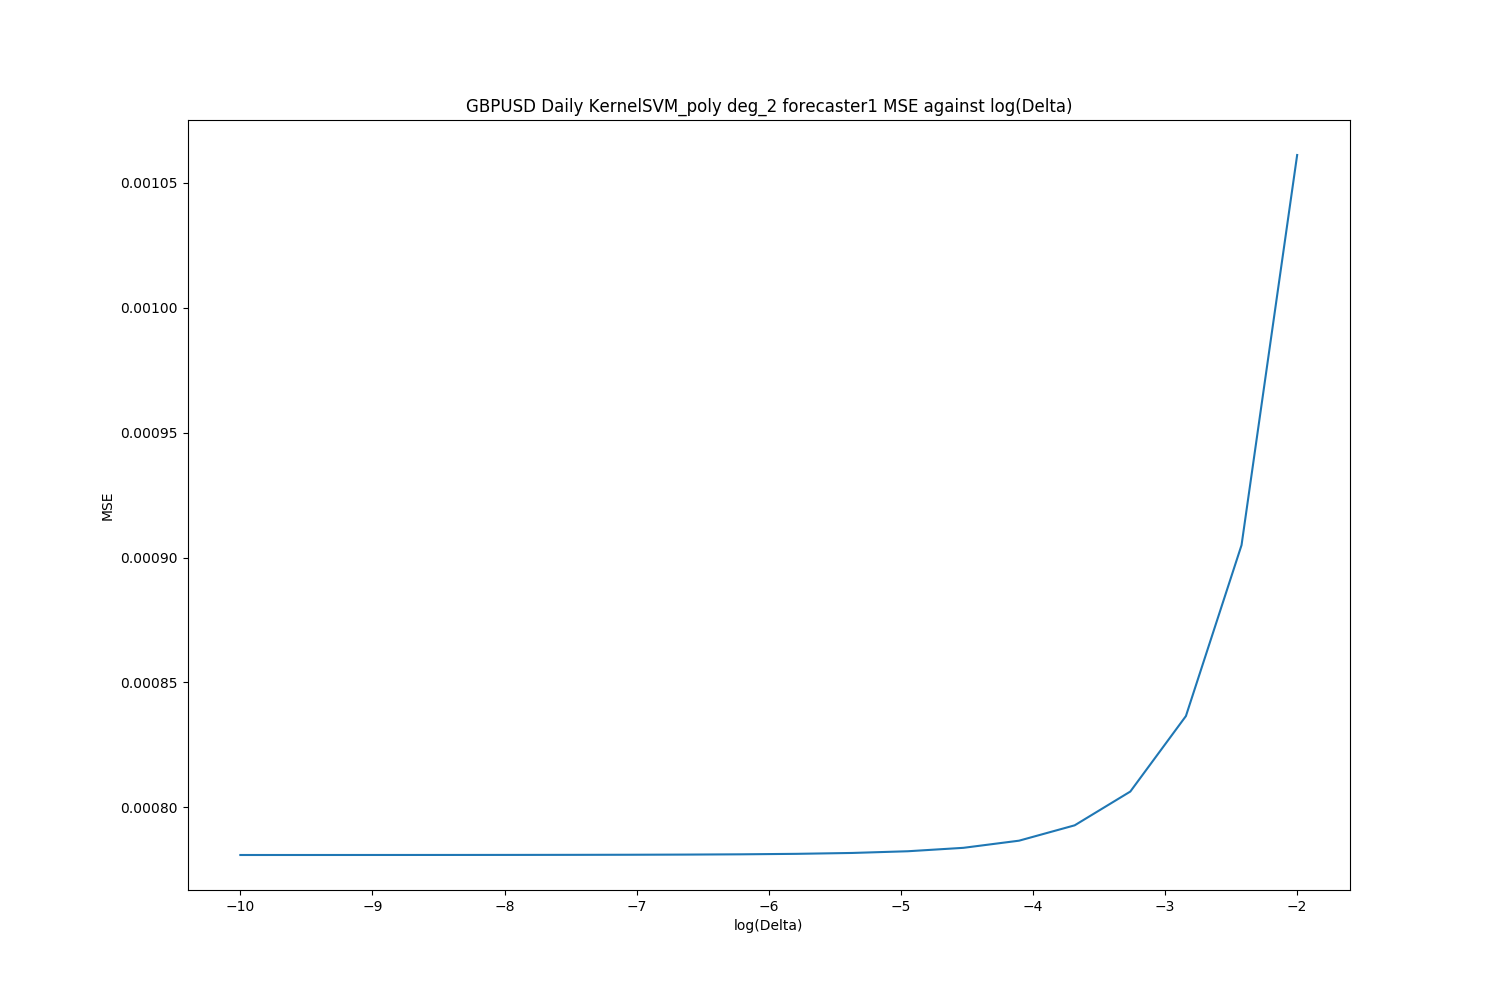 GBPUSD Daily KernelSVM_poly deg_2 forecaster1 MSE against log(Delta)
0.00105
0.00100
0.00095
0.00090
0.00085
0.00080
MSE
−10 −9 −8 −7 −6 −5 −4 −3 −2
log(Delta)